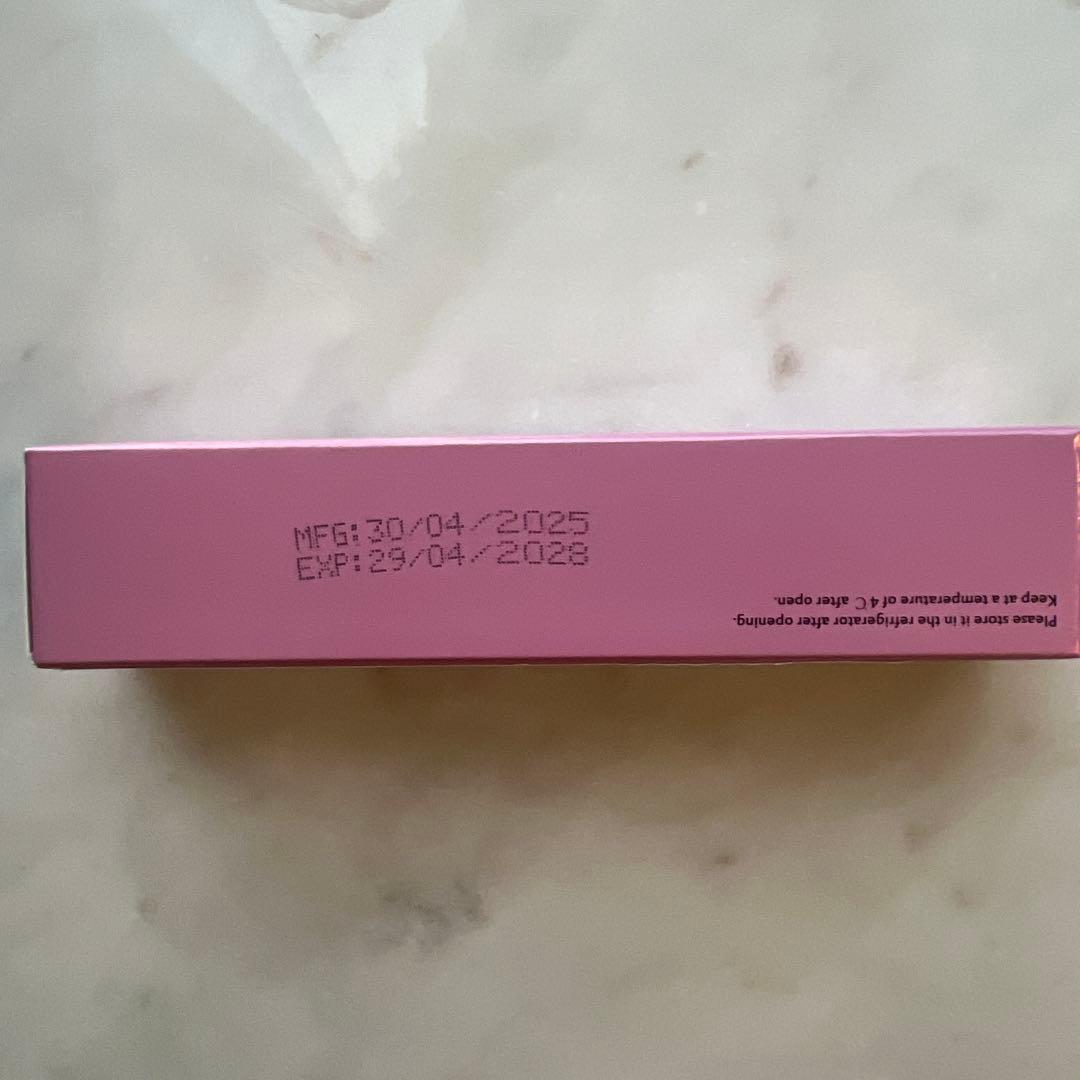 MFG:30/04/2025
EXP:29/04/2028
Please store it in the refrigerator after opening.
Keep at a temperature of 4℃ after open.